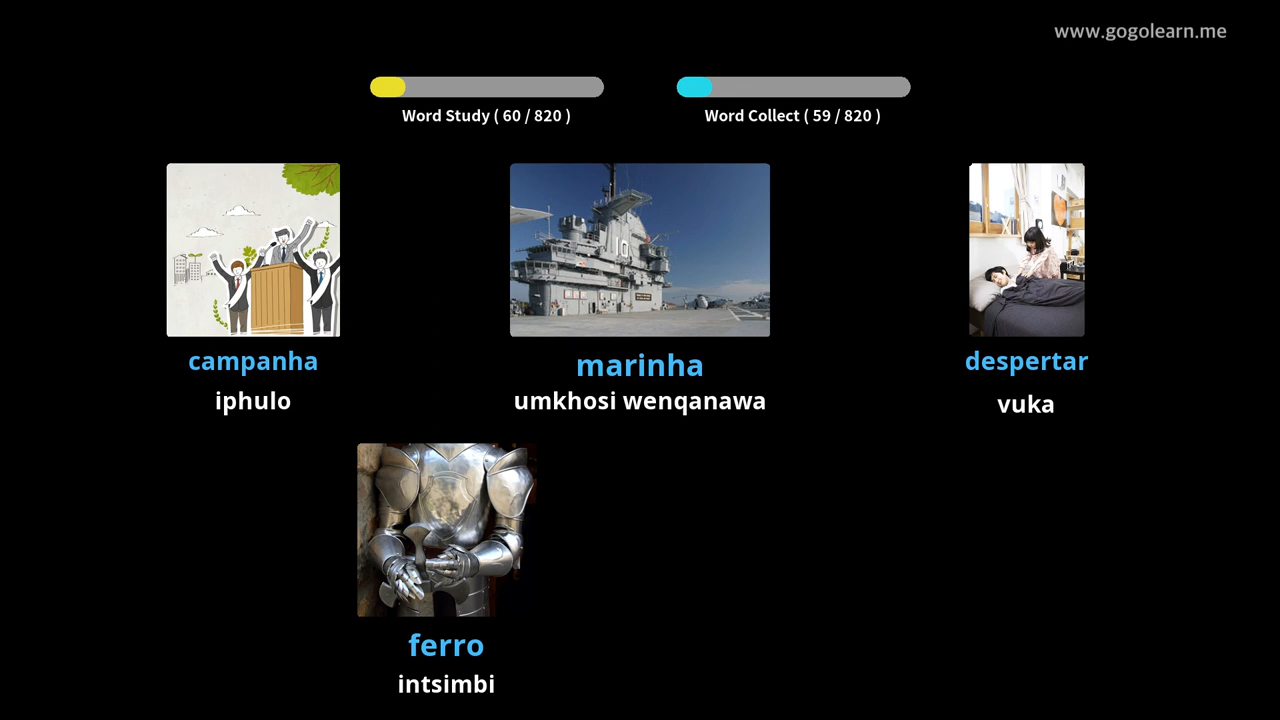 www.gogolearn.me
Word Study ( 60 / 820 )
Word Collect ( 59 / 820 )
campanha
iphulo
marinha
umkhosi wenqanawa
despertar
vuka
ferro
intsimbi